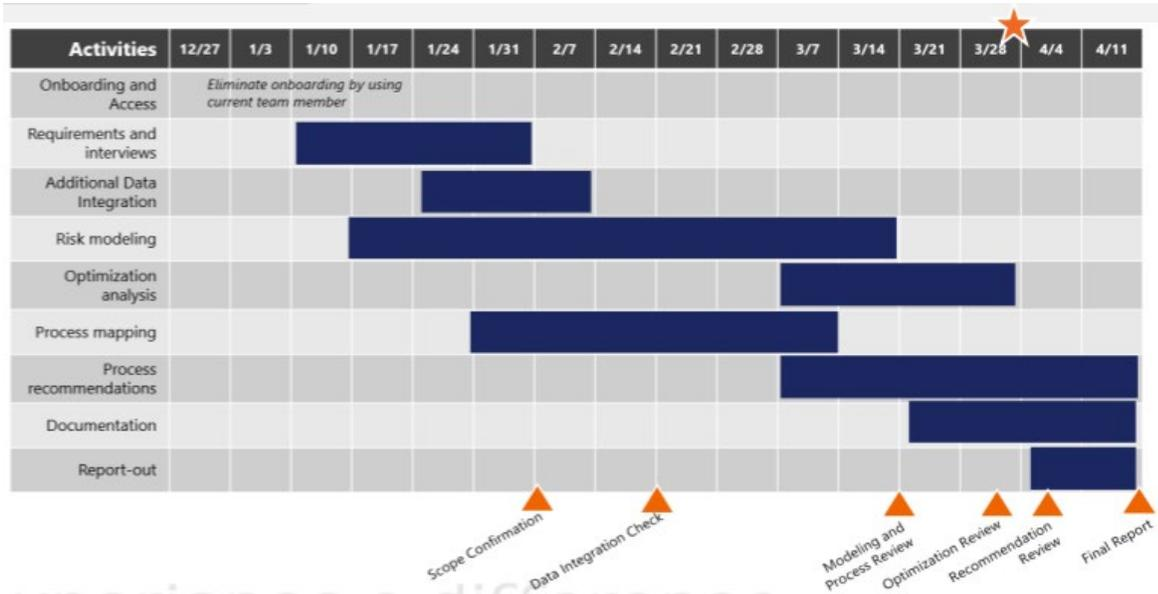 Activities 12/27 1/3 1/10 1/17 1/24 1/31 2/7 2/14 2/21 2/28 3/7 3/14 3/21 3/28 4/4 4/11
Onboarding and
Access
Eliminate onboarding by using
current team member
Requirements and
interviews
Additional Data
Integration
Risk modeling
Optimization
analysis
Process mapping
Process
recommendations
Documentation
Report-out
Scope Confirmation
Data Integration Check
Modeling and
Process Review
Optimization Review
Recommendation
Review
Final Report